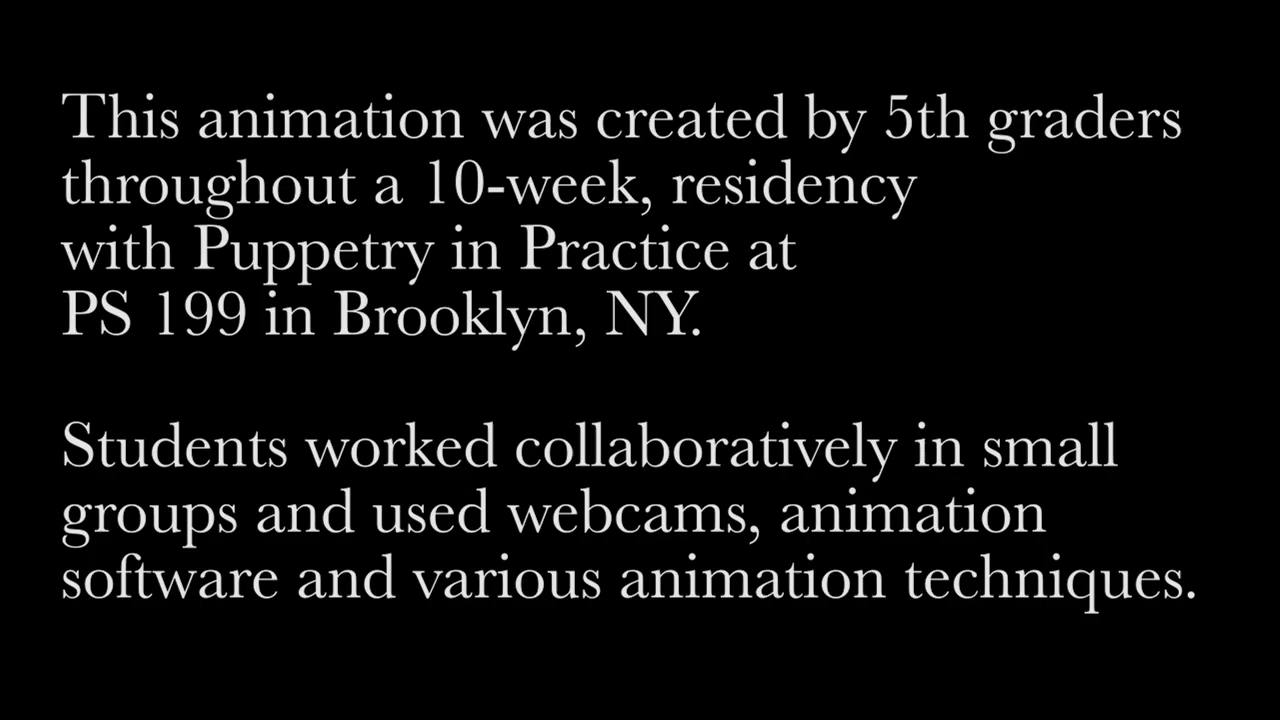 This animation was created by 5th graders
throughout a 10-week, residency
with Puppetry in Practice at
PS 199 in Brooklyn, NY.
Students worked collaboratively in small
groups and used webcams, animation
software and various animation techniques.